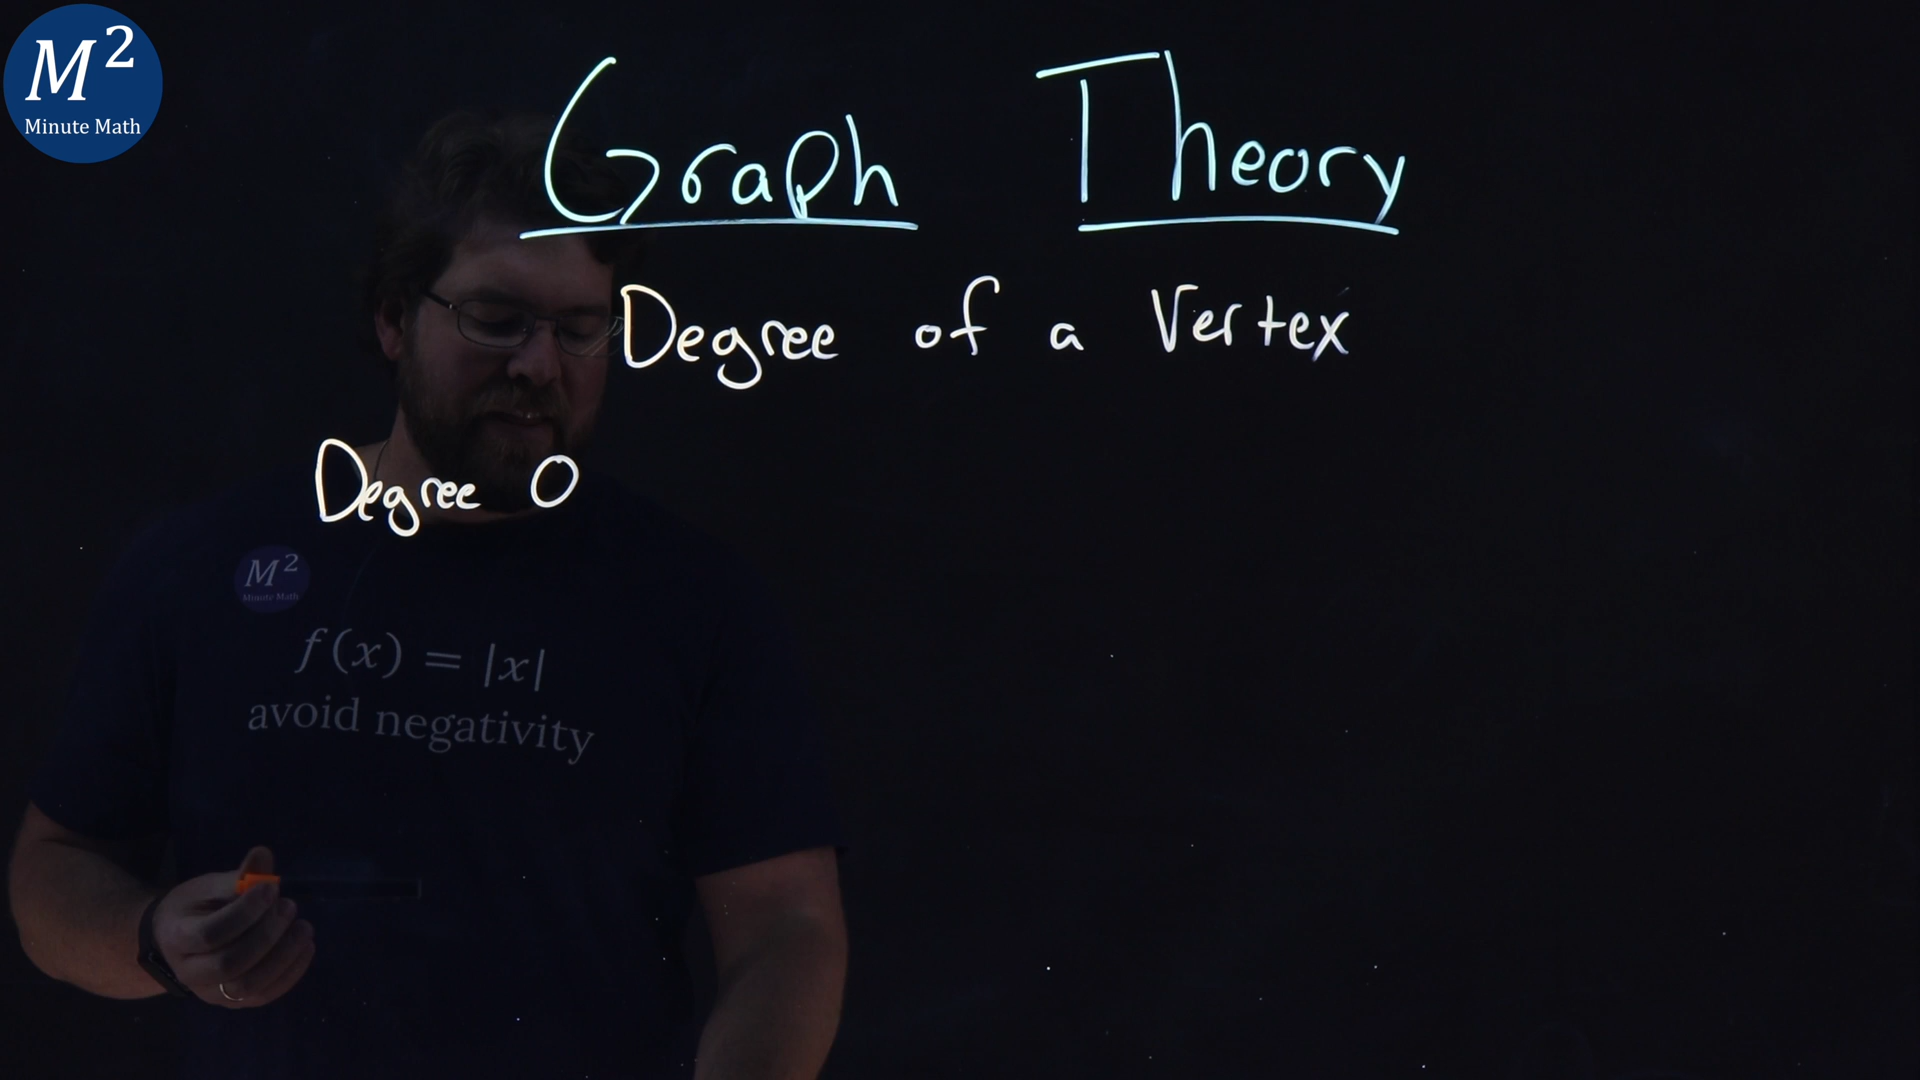 M²
Minute Math
Graph Theory
Degree of a Vertex
Degree 0
M²
Minute Math
f(x) = |x|
avoid negativity